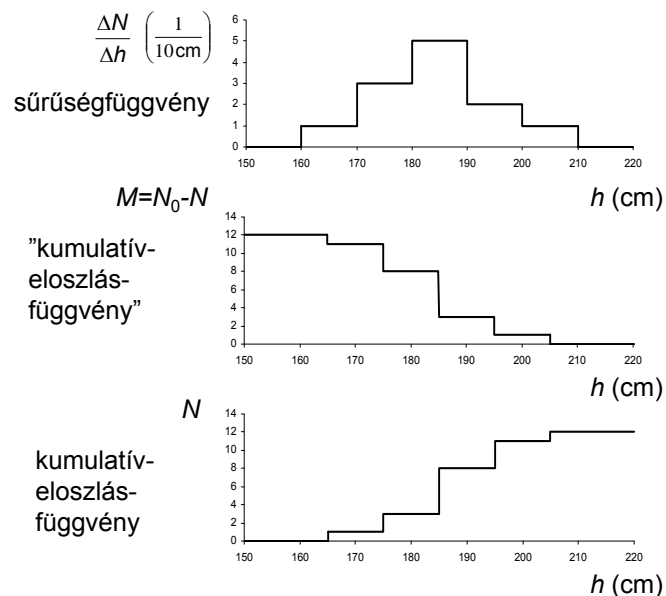 ΔN/Δh (1/10 cm)
sűrűségfüggvény
6
5
4
3
2
1
0
150 160 170 180 190 200 210 220
h (cm)
M=N₀-N
”kumulatív-
eloszlás-
függvény”
14
12
10
8
6
4
2
0
150 160 170 180 190 200 210 220
h (cm)
N
kumulatív-
eloszlás-
függvény
14
12
10
8
6
4
2
0
150 160 170 180 190 200 210 220
h (cm)